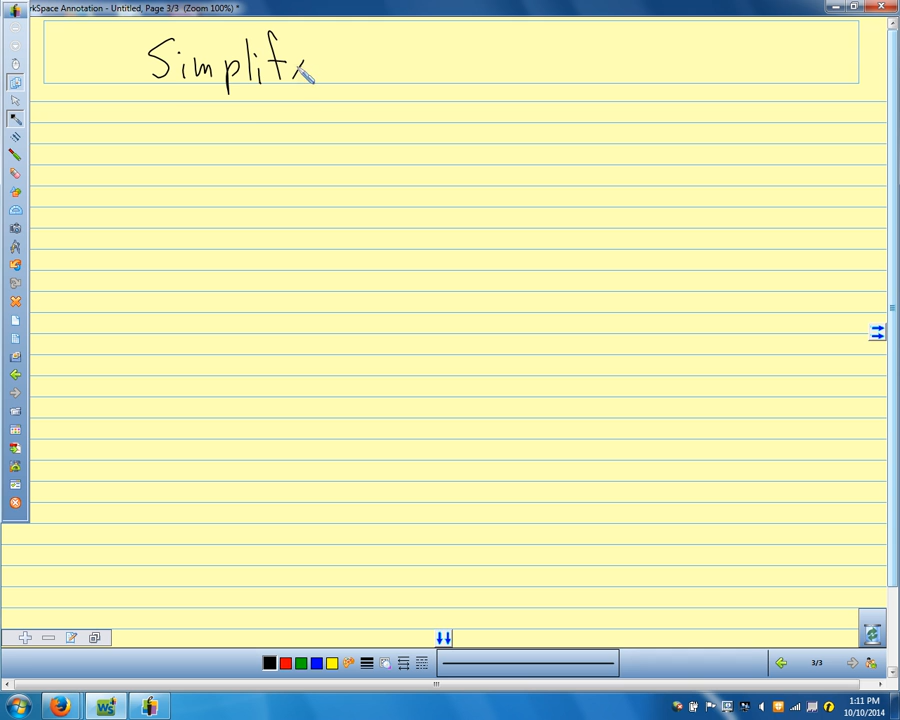 rkSpace Annotation - Untitled, Page 3/3 (Zoom 100%) *
Simplif
3/3
1:11 PM
10/10/2014